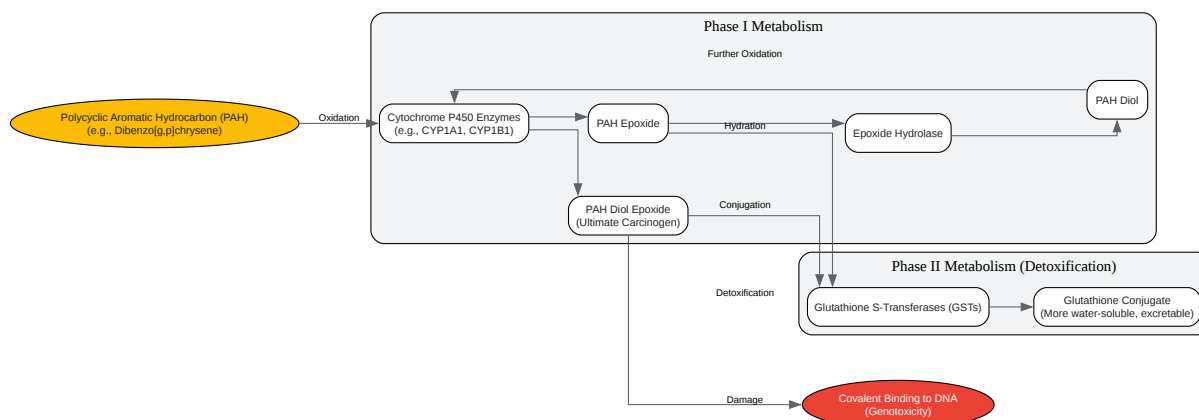 Phase I Metabolism
Further Oxidation
Polycyclic Aromatic Hydrocarbon (PAH)
(e.g., Dibenzo[g,p]chrysene)
Oxidation
Cytochrome P450 Enzymes
(e.g., CYP1A1, CYP1B1)
PAH Epoxide
Hydration
Epoxide Hydrolase
PAH Diol
PAH Diol Epoxide
(Ultimate Carcinogen)
Conjugation
Phase II Metabolism (Detoxification)
Detoxification
Glutathione S-Transferases (GSTs)
Glutathione Conjugate
(More water-soluble, excretable)
Damage
Covalent Binding to DNA
(Genotoxicity)